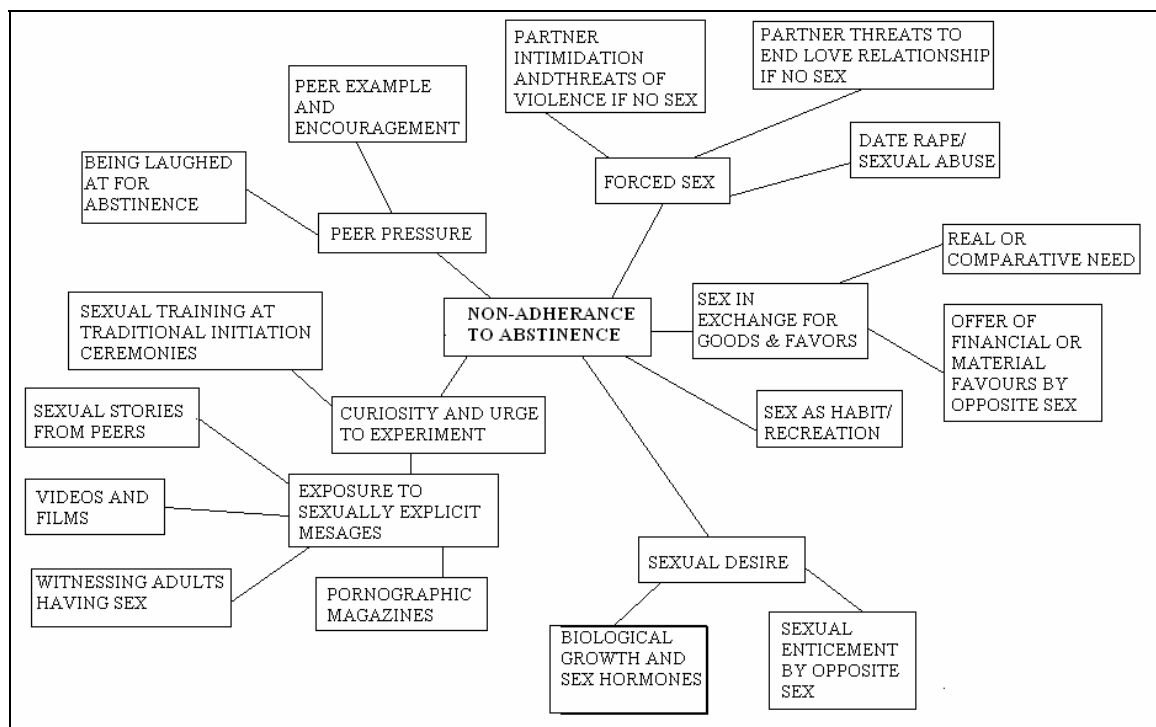 PARTNER
INTIMIDATION
ANDTHREATS OF
VIOLENCE IF NO SEX
PARTNER THREATS TO
END LOVE RELATIONSHIP
IF NO SEX
PEER EXAMPLE
AND
ENCOURAGEMENT
DATE RAPE/
SEXUAL ABUSE
BEING LAUGHED
AT FOR
ABSTINENCE
FORCED SEX
PEER PRESSURE
REAL OR
COMPARATIVE NEED
SEXUAL TRAINING AT
TRADITIONAL INITIATION
CEREMONIES
NON-ADHERANCE
TO ABSTINENCE
SEX IN
EXCHANGE FOR
GOODS & FAVORS
OFFER OF
FINANCIAL OR
MATERIAL
FAVOURS BY
OPPOSITE SEX
SEXUAL STORIES
FROM PEERS
CURIOSITY AND URGE
TO EXPERIMENT
SEX AS HABIT/
RECREATION
VIDEOS AND
FILMS
EXPOSURE TO
SEXUALLY EXPLICIT
MESAGES
WITNESSING ADULTS
HAVING SEX
PORNOGRAPHIC
MAGAZINES
SEXUAL DESIRE
BIOLOGICAL
GROWTH AND
SEX HORMONES
SEXUAL
ENTICEMENT
BY OPPOSITE
SEX